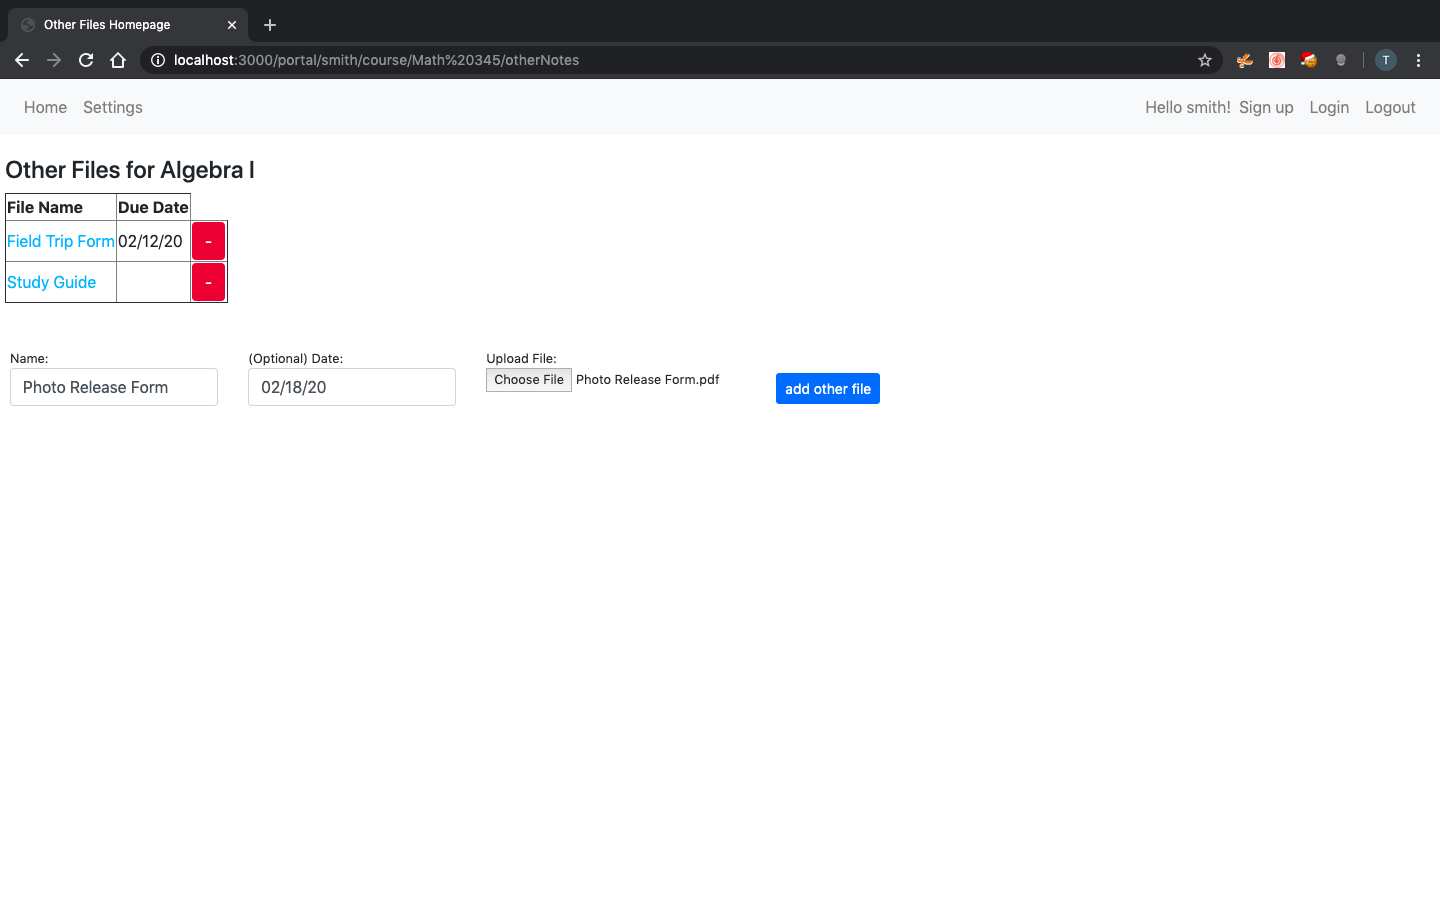 Other Files Homepage
localhost:3000/portal/smith/course/Math%20345/otherNotes
T
Home Settings Hello smith! Sign up Login Logout
Other Files for Algebra I
File Name Due Date
Field Trip Form 02/12/20 -
Study Guide -
Name: (Optional) Date: Upload File:
Photo Release Form 02/18/20 Choose File Photo Release Form.pdf add other file